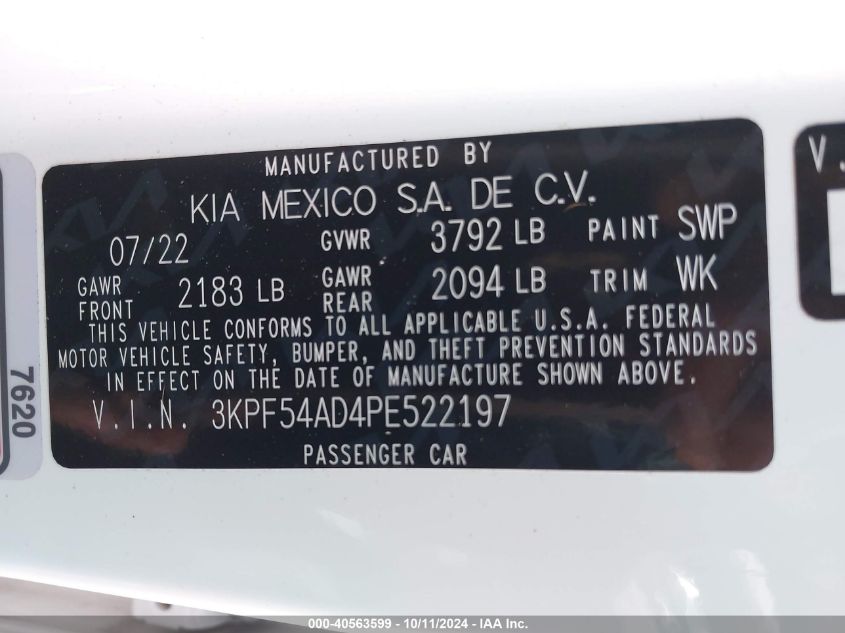 MANUFACTURED BY
KIA MEXICO S.A. DE C.V.
07/22 GVWR 3792 LB PAINT SWP
GAWR FRONT 2183 LB GAWR REAR 2094 LB TRIM WK
THIS VEHICLE CONFORMS TO ALL APPLICABLE U.S.A. FEDERAL
MOTOR VEHICLE SAFETY, BUMPER, AND THEFT PREVENTION STANDARDS
IN EFFECT ON THE DATE OF MANUFACTURE SHOWN ABOVE.
V.I.N. 3KPF54AD4PE522197
PASSENGER CAR
7620
V.
000-40563599 - 10/11/2024 - IAA Inc.